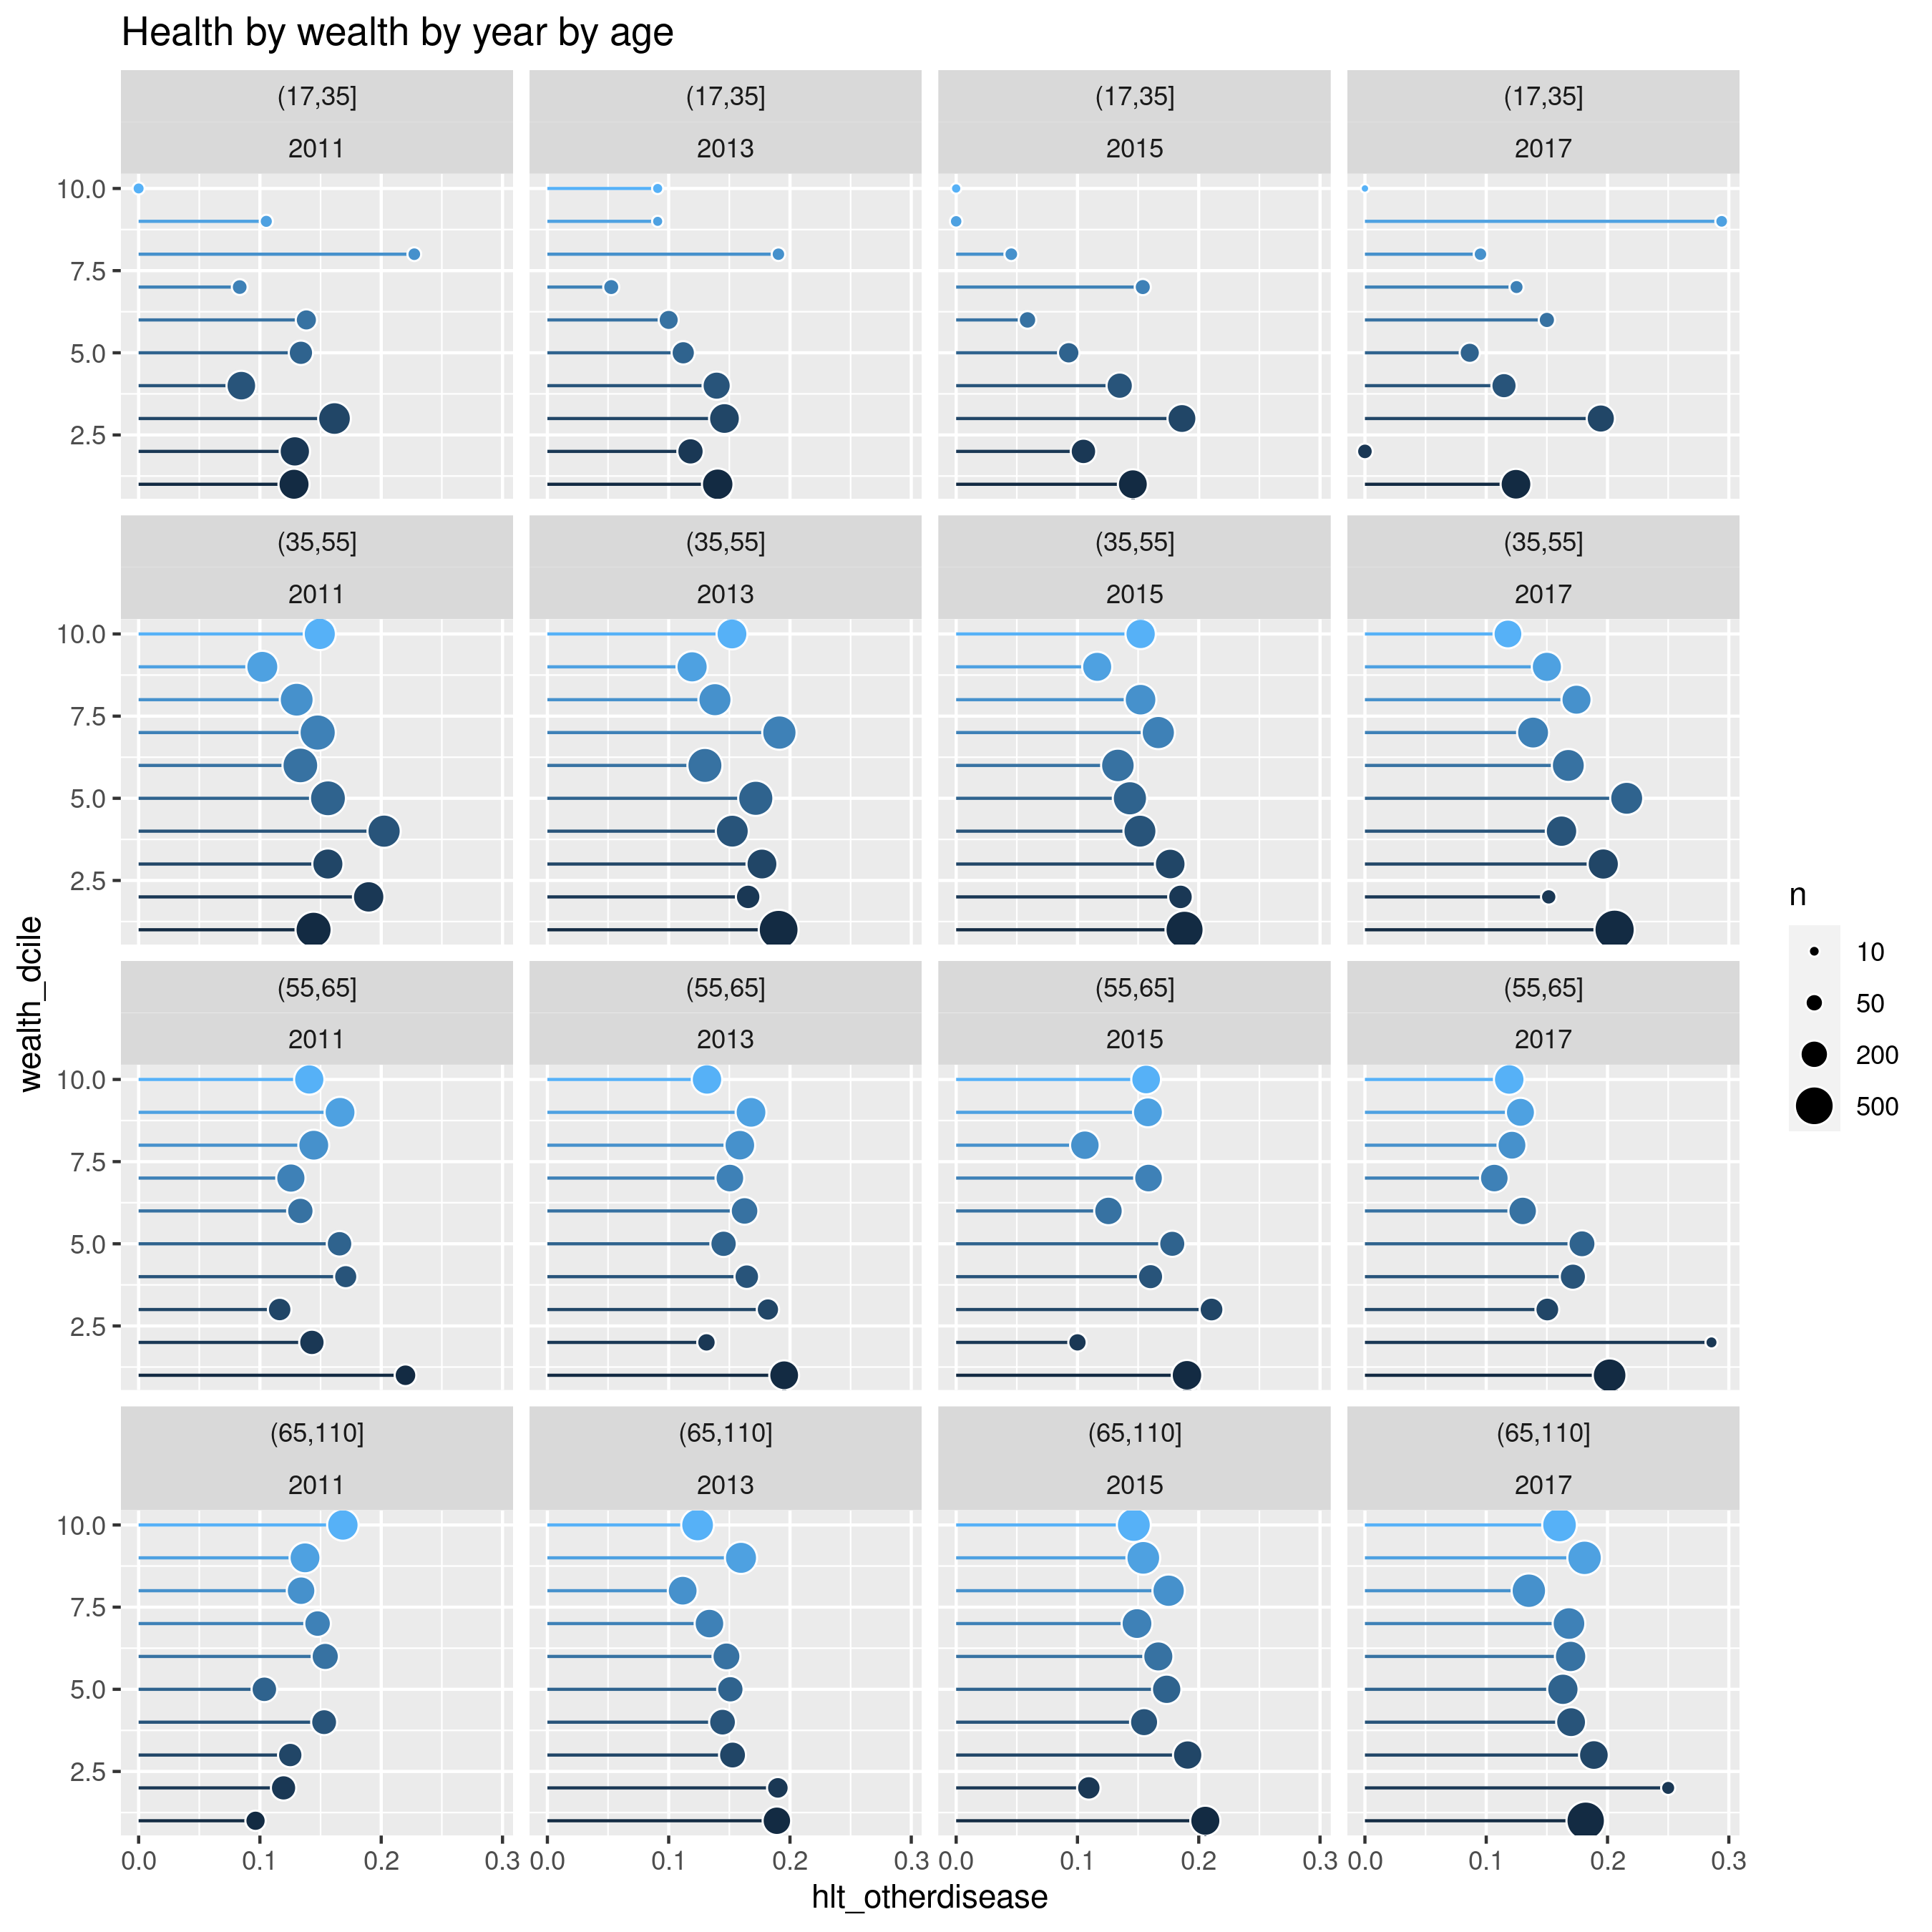 Health by wealth by year by age
(17,35] (17,35] (17,35] (17,35]
2011 2013 2015 2017
10.0
7.5
5.0
2.5
(35,55] (35,55] (35,55] (35,55]
2011 2013 2015 2017
10.0
7.5
5.0
2.5
(55,65] (55,65] (55,65] (55,65]
2011 2013 2015 2017
10.0
7.5
5.0
2.5
(65,110] (65,110] (65,110] (65,110]
2011 2013 2015 2017
10.0
7.5
5.0
2.5
0.0 0.1 0.2 0.3 0.0 0.1 0.2 0.3 0.0 0.1 0.2 0.3 0.0 0.1 0.2 0.3
hlt_otherdisease
wealth_dcile
n
10
50
200
500